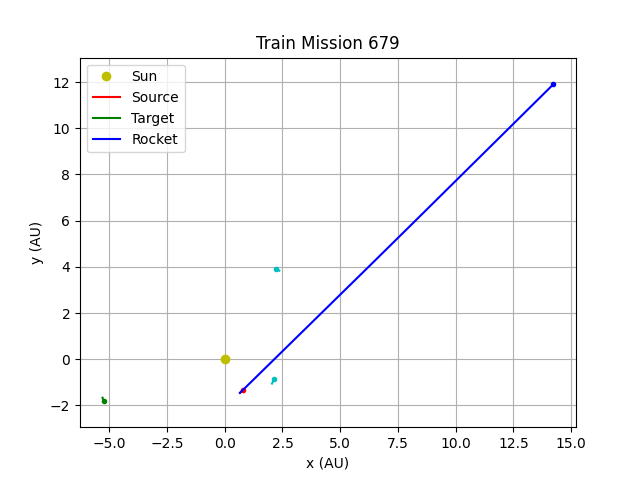 Train Mission 679
Sun
Source
Target
Rocket
12
10
8
6
4
2
0
−2
y (AU)
−5.0 −2.5 0.0 2.5 5.0 7.5 10.0 12.5 15.0
x (AU)